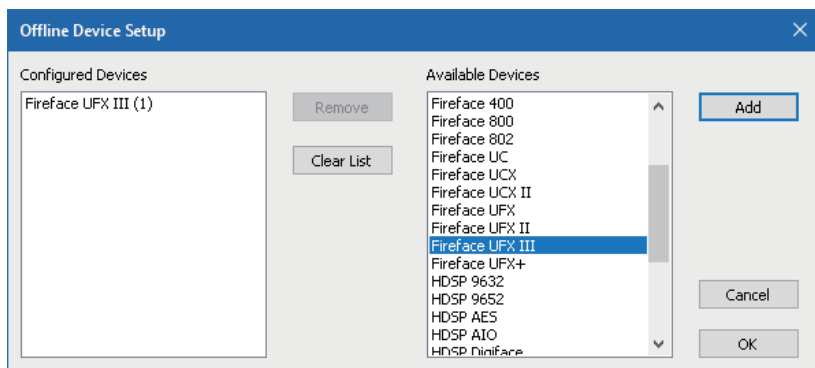 Offline Device Setup
Configured Devices
Fireface UFX III (1)
Remove
Clear List
Available Devices
Fireface 400
Fireface 800
Fireface 802
Fireface UC
Fireface UCX
Fireface UCX II
Fireface UFX
Fireface UFX II
Fireface UFX III
Fireface UFX+
HDSP 9632
HDSP 9652
HDSP AES
HDSP AIO
HDSP Digiface
Add
Cancel
OK